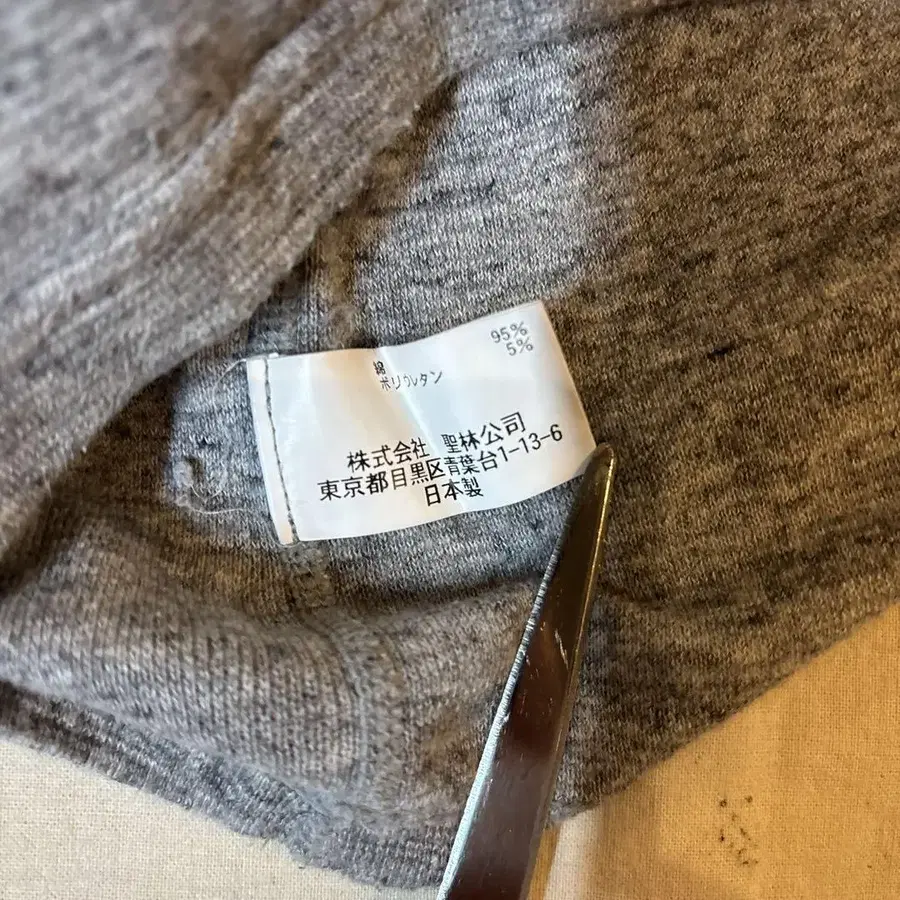 綿 95%
ポリウレタン 5%
株式会社 聖林公司
東京都目黒区青葉台1-13-6
日本製